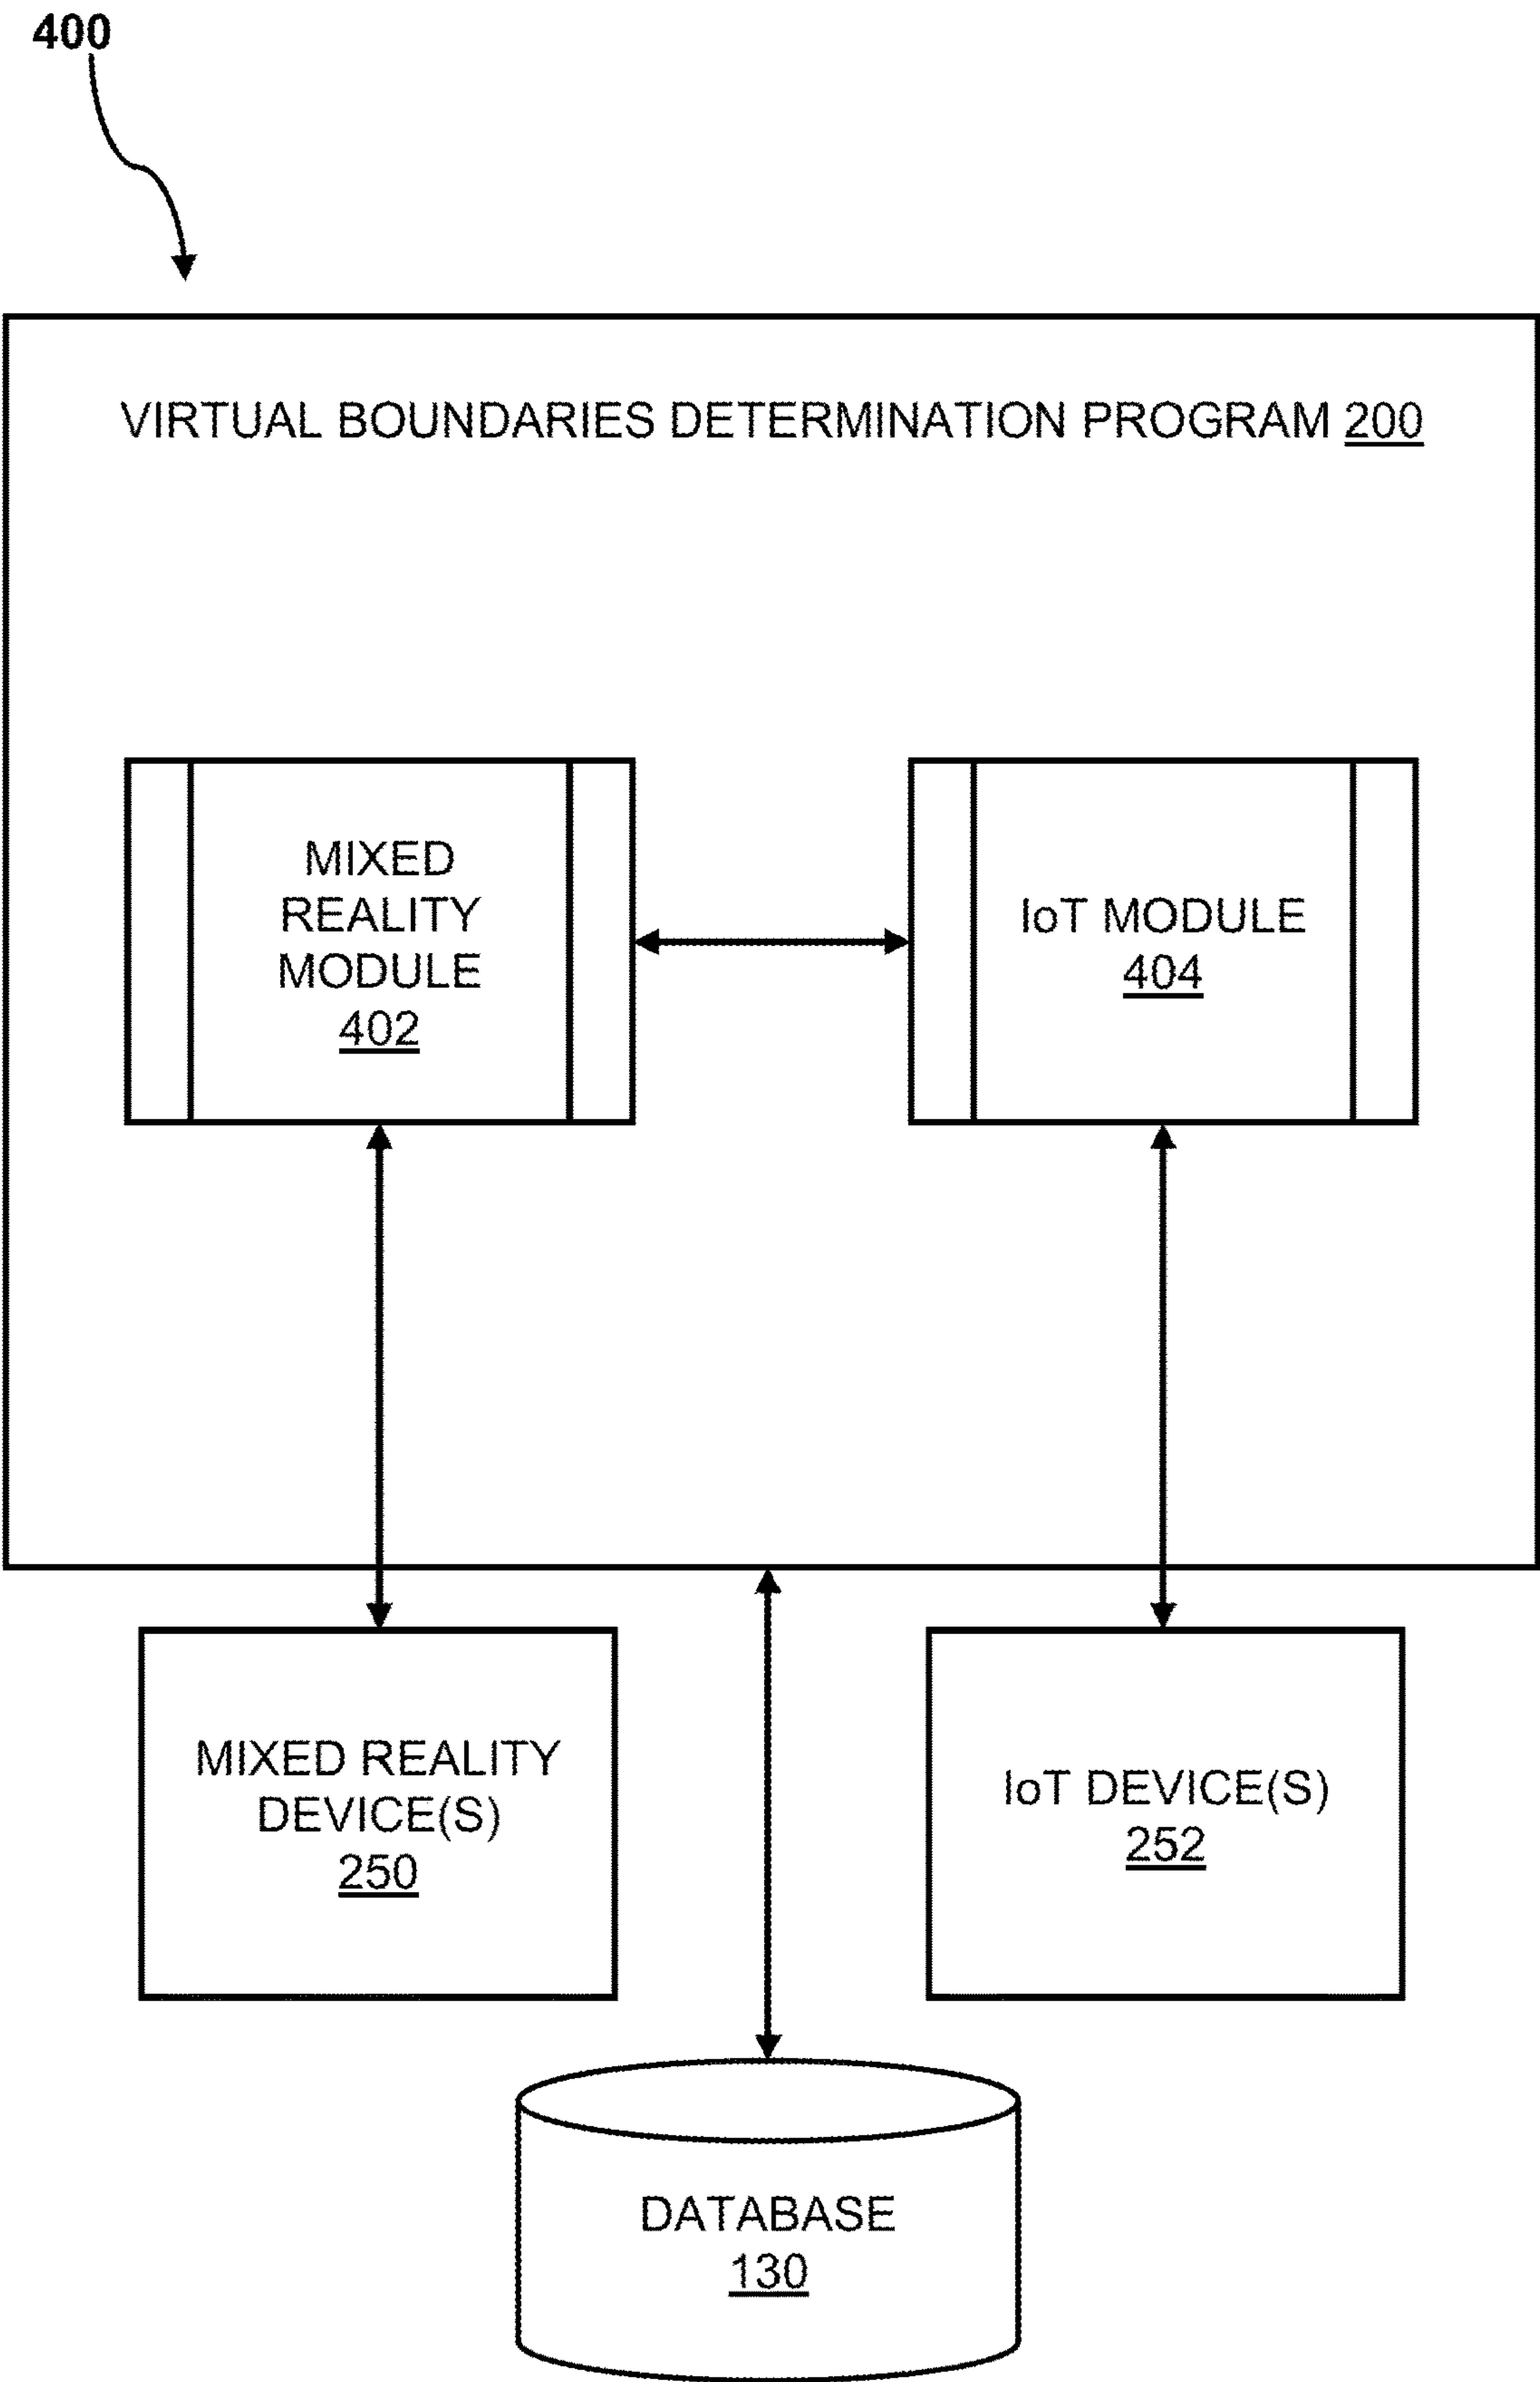 400
VIRTUAL BOUNDARIES DETERMINATION PROGRAM 200
MIXED
REALITY
MODULE
402
IoT MODULE
404
MIXED REALITY
DEVICE(S)
250
IoT DEVICE(S)
252
DATABASE
130